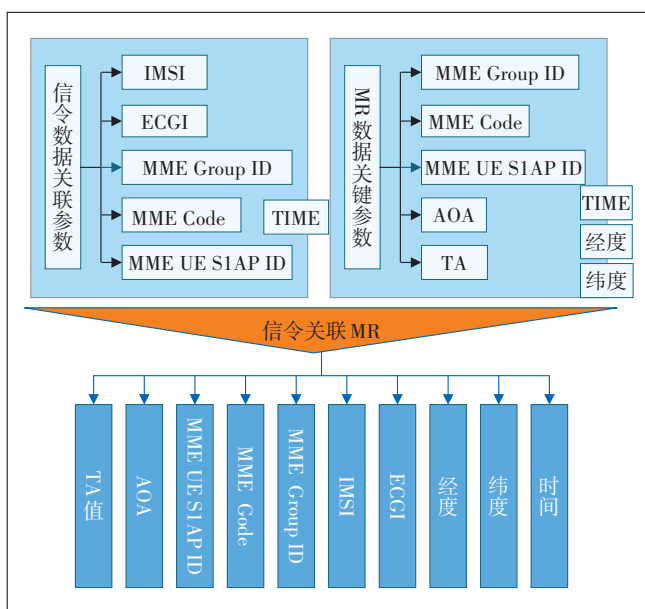 信令数据关联参数
IMSI
ECGI
MME Group ID
MME Code
MME UE S1AP ID
TIME
MR数据关键参数
MME Group ID
MME Code
MME UE S1AP ID
AOA
TA
TIME
经度
纬度
信令关联MR
TA值
AOA
MME UE S1AP ID
MME Gode
MME Group ID
IMSI
ECGI
经度
纬度
时间